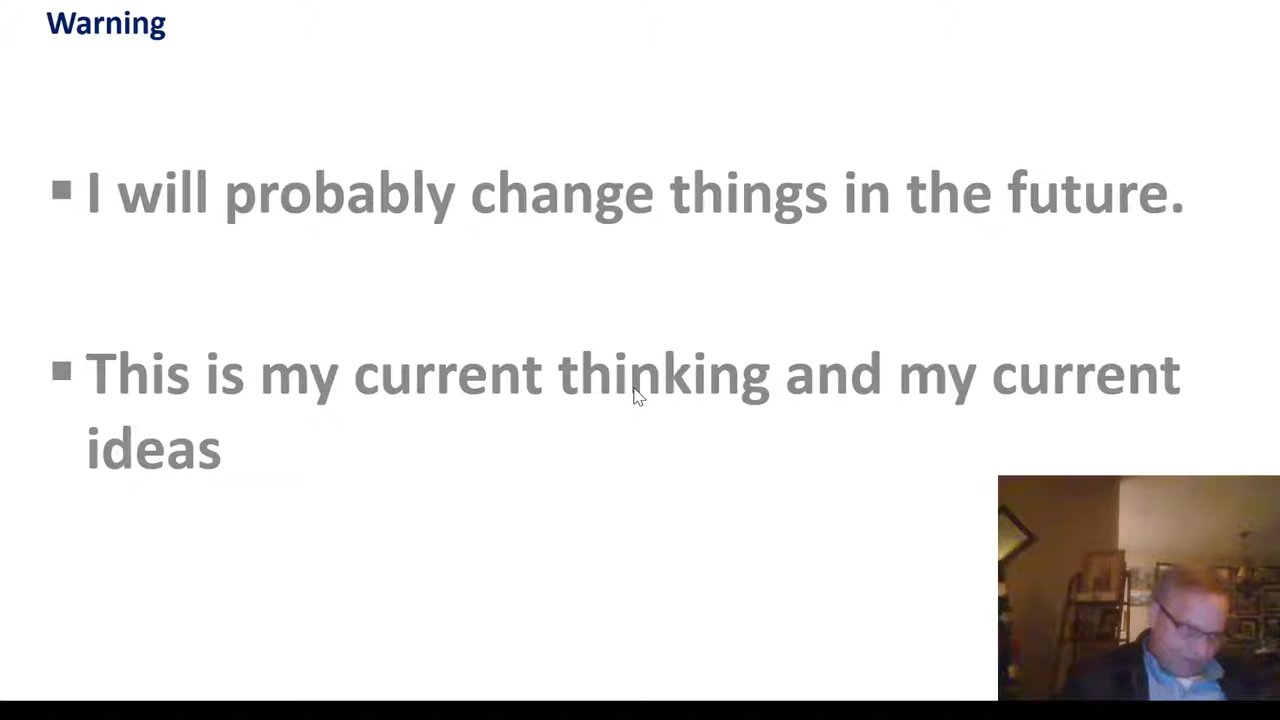 Warning
▪ I will probably change things in the future.
▪ This is my current thinking and my current
ideas